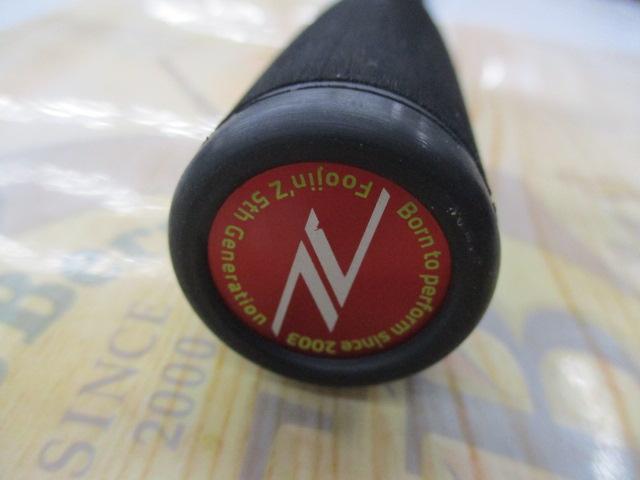 Foojin'Z 5th Generation
Born to perform since 2003
SINCE
2000